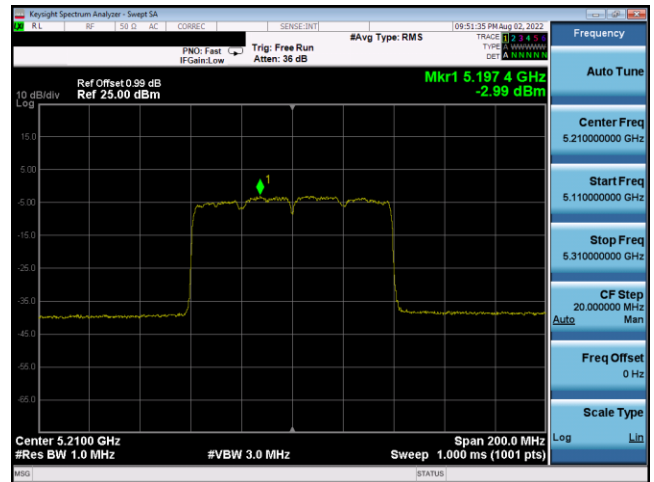 Keysight Spectrum Analyzer - Swept SA
RL RF 50 Ω AC CORREC SENSE:INT 09:51:35 PM Aug 02, 2022
#Avg Type: RMS
TRACE 1 2 3 4 5 6
PNO: Fast Trig: Free Run TYPE A WWWWW
IFGain:Low Atten: 36 dB DET A N N N N N
Mkr1 5.197 4 GHz
Ref Offset 0.99 dB
10 dB/div Ref 25.00 dBm -2.99 dBm
Log
15.0
5.00
1
-5.00
-15.0
-25.0
-35.0
-45.0
-55.0
-65.0
Center 5.2100 GHz Span 200.0 MHz
#Res BW 1.0 MHz #VBW 3.0 MHz Sweep 1.000 ms (1001 pts)
MSG STATUS
Frequency
Auto Tune
Center Freq
5.210000000 GHz
Start Freq
5.110000000 GHz
Stop Freq
5.310000000 GHz
CF Step
20.000000 MHz
Auto Man
Freq Offset
0 Hz
Scale Type
Log Lin